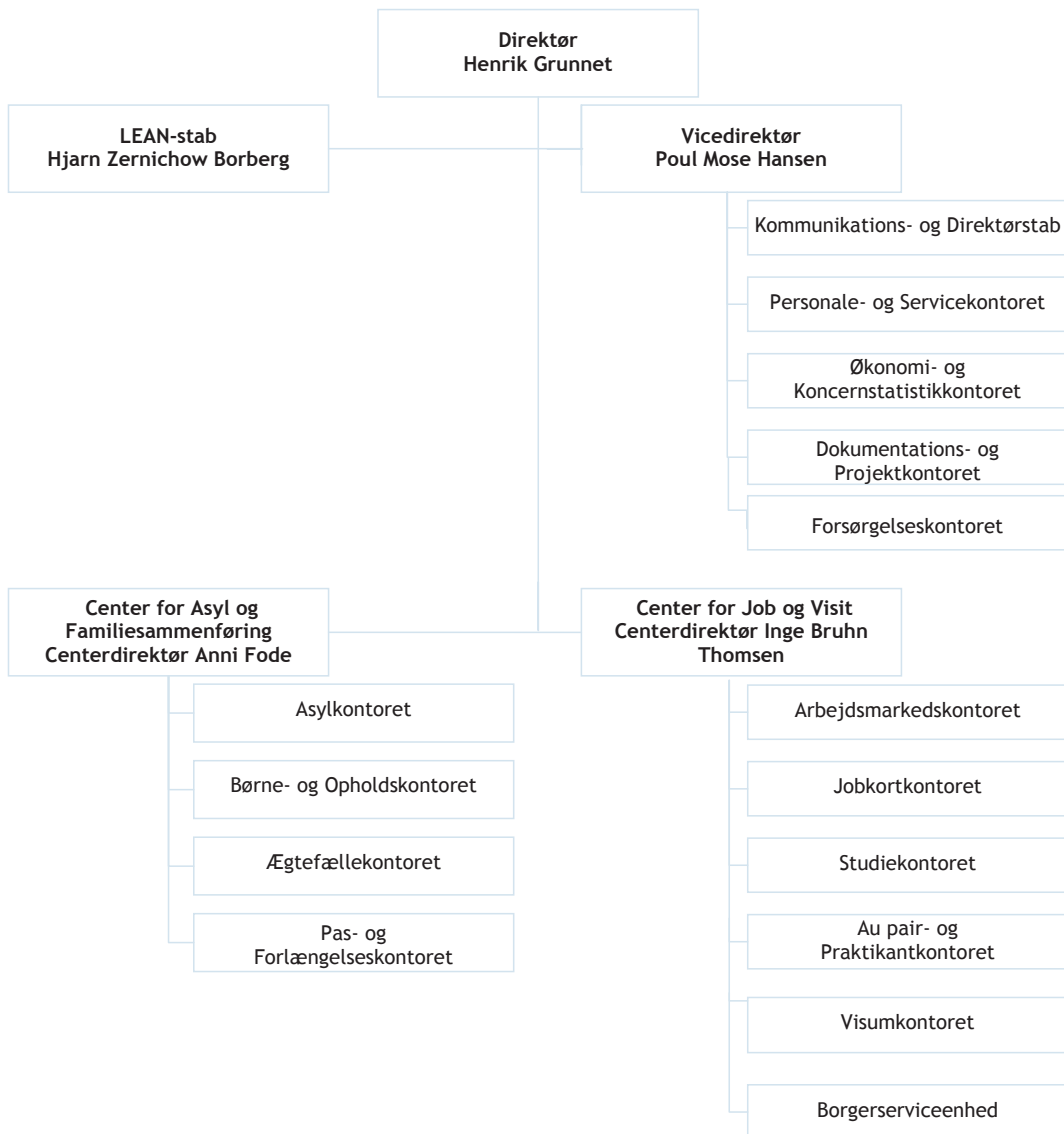 Direktør
Henrik Grunnet
LEAN-stab
Hjarn Zernichow Borberg
Vicedirektør
Poul Mose Hansen
Kommunikations- og Direktørstab
Personale- og Servicekontoret
Økonomi- og
Koncernstatistikkontoret
Dokumentations- og
Projektkontoret
Forsørgelseskontoret
Center for Asyl og
Familiesammenføring
Centerdirektør Anni Fode
Asylkontoret
Børne- og Opholdskontoret
Ægtefællekontoret
Pas- og
Forlængelseskontoret
Center for Job og Visit
Centerdirektør Inge Bruhn
Thomsen
Arbejdsmarkedskontoret
Jobkortkontoret
Studiekontoret
Au pair- og
Praktikantkontoret
Visumkontoret
Borgerserviceenhed